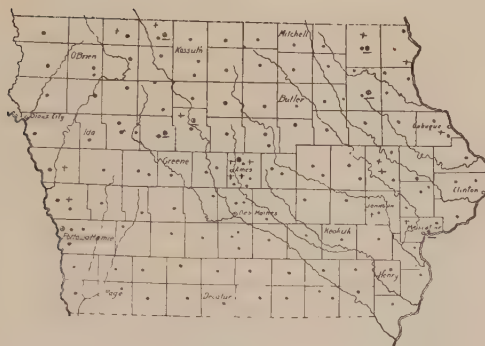 Mitchell
O'Brien
Kossuth
Butler
Sioux City
Dubuque
Ida
Greene
Ames
Clinton
Johnson
Des Moines
Muscatine
Keokuk
Pottawattamie
Henry
Page
Decatur